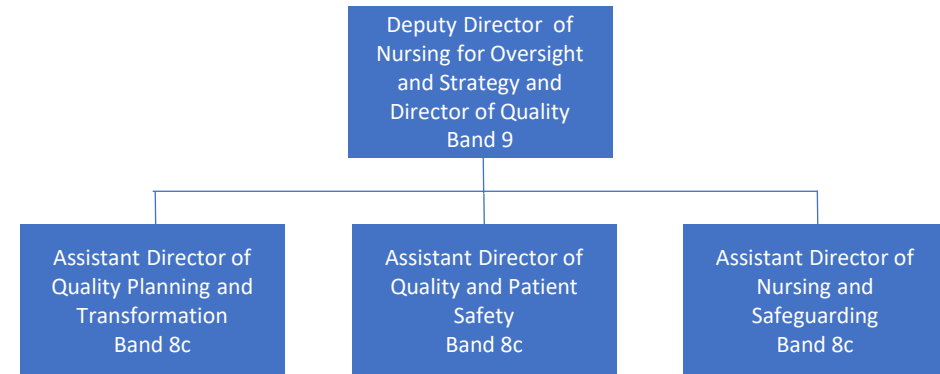 Deputy Director of
Nursing for Oversight
and Strategy and
Director of Quality
Band 9
Assistant Director of
Quality Planning and
Transformation
Band 8c
Assistant Director of
Quality and Patient
Safety
Band 8c
Assistant Director of
Nursing and
Safeguarding
Band 8c